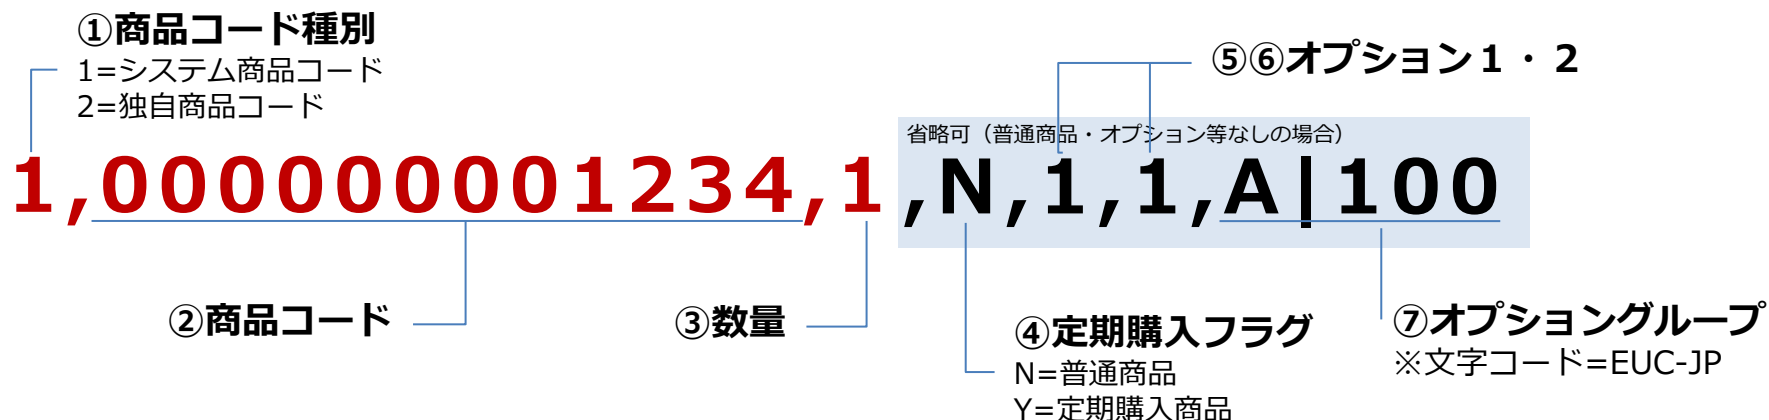 ①商品コード種別
1=システム商品コード
2=独自商品コード
⑤⑥オプション１・２
省略可（普通商品・オプション等なしの場合）
1,000000001234,1,N,1,1,A|100
②商品コード
③数量
④定期購入フラグ
N=普通商品
Y=定期購入商品
⑦オプショングループ
※文字コード=EUC-JP